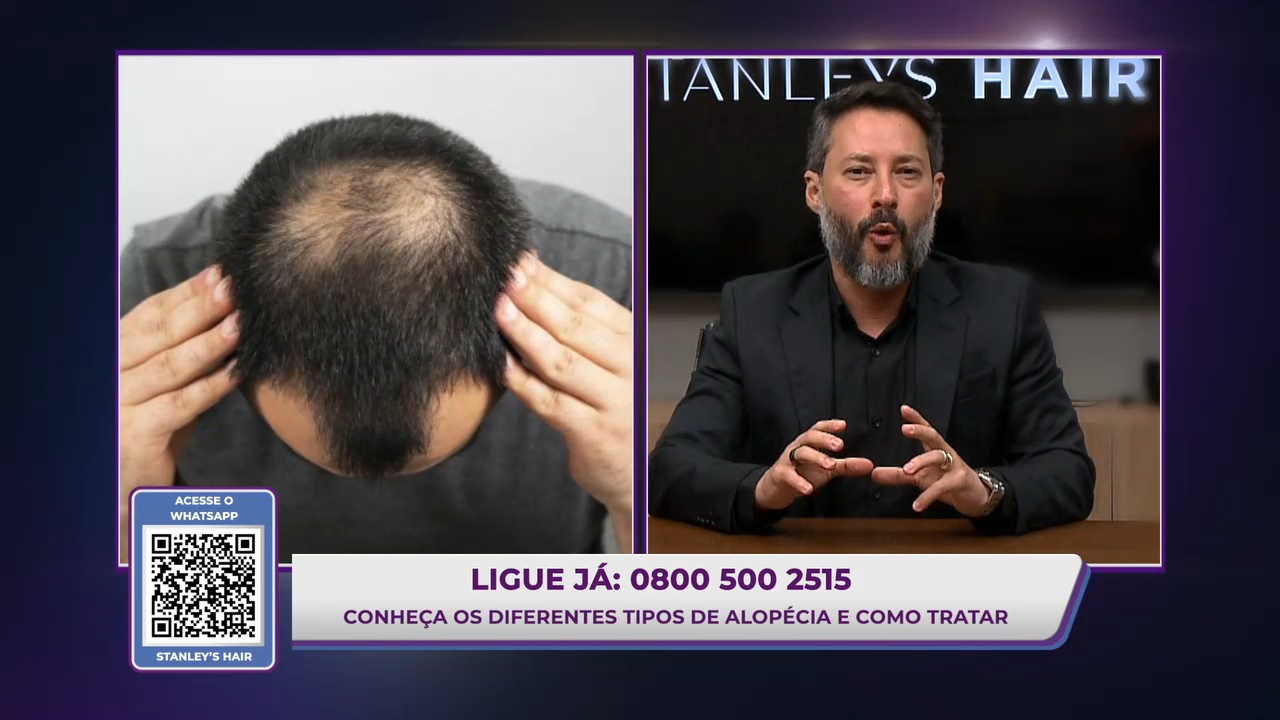 TANLEYS HAIR
ACESSE O
WHATSAPP
STANLEY'S HAIR
LIGUE JÁ: 0800 500 2515
CONHEÇA OS DIFERENTES TIPOS DE ALOPÉCIA E COMO TRATAR